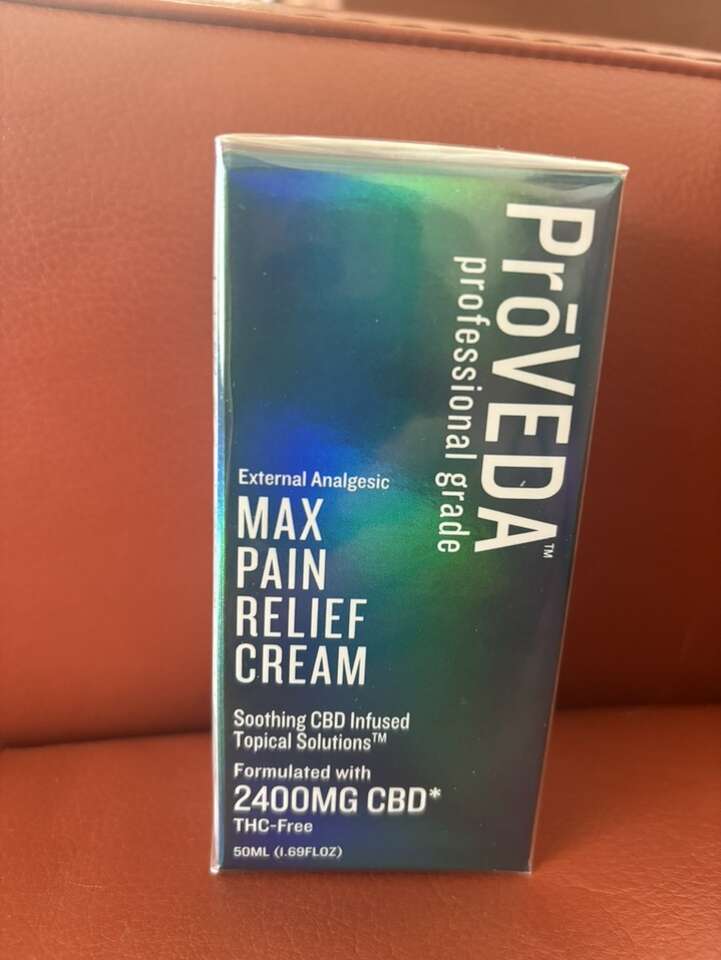 PrōVEDA™
professional grade
External Analgesic
MAX
PAIN
RELIEF
CREAM
Soothing CBD Infused
Topical Solutions™
Formulated with
2400MG CBD*
THC-Free
50ML (1.69FLOZ)